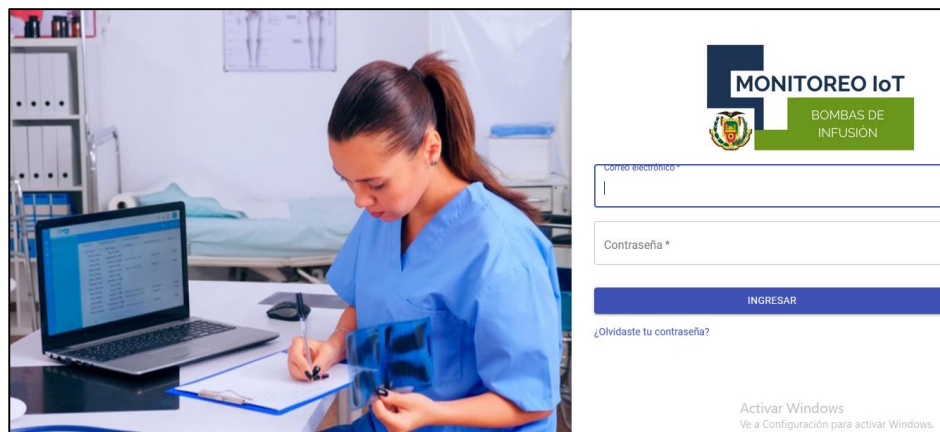 MONITOREO IoT
BOMBAS DE
INFUSIÓN
Correo electrónico *
Contraseña *
INGRESAR
¿Olvidaste tu contraseña?
Activar Windows
Ve a Configuración para activar Windows.